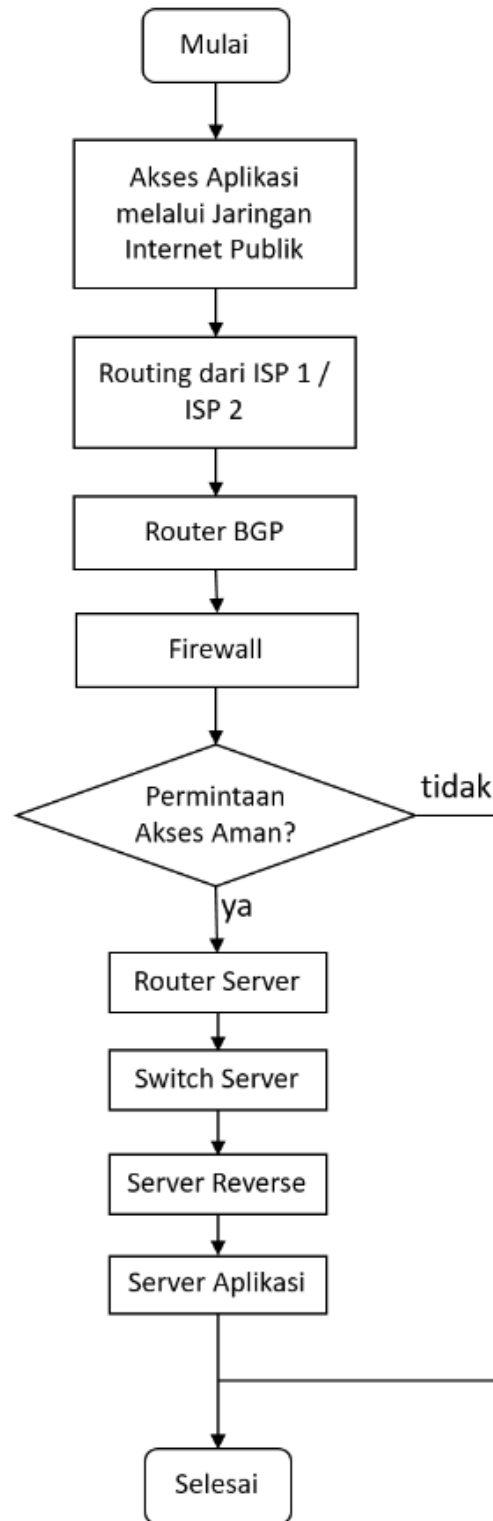 Mulai
Akses Aplikasi
melalui Jaringan
Internet Publik
Routing dari ISP 1 /
ISP 2
Router BGP
Firewall
Permintaan
Akses Aman?
tidak
ya
Router Server
Switch Server
Server Reverse
Server Aplikasi
Selesai